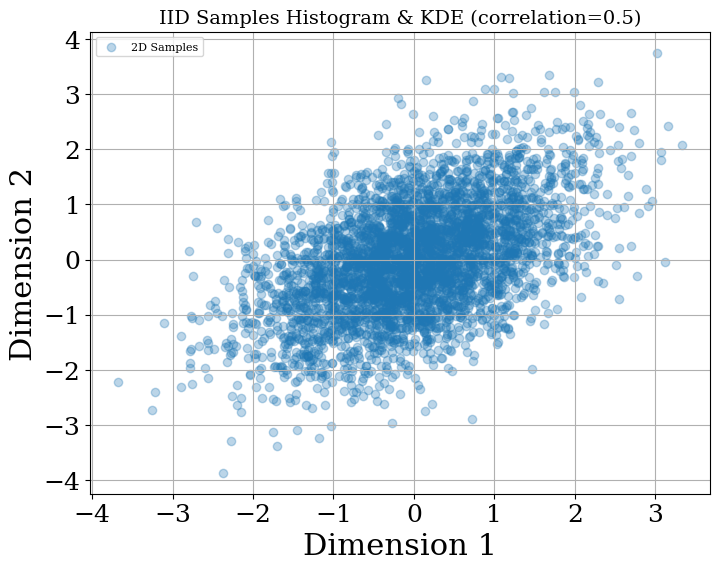 IID Samples Histogram & KDE (correlation=0.5)
2D Samples
4
3
2
1
0
−1
−2
−3
−4
Dimension 2
−4 −3 −2 −1 0 1 2 3
Dimension 1